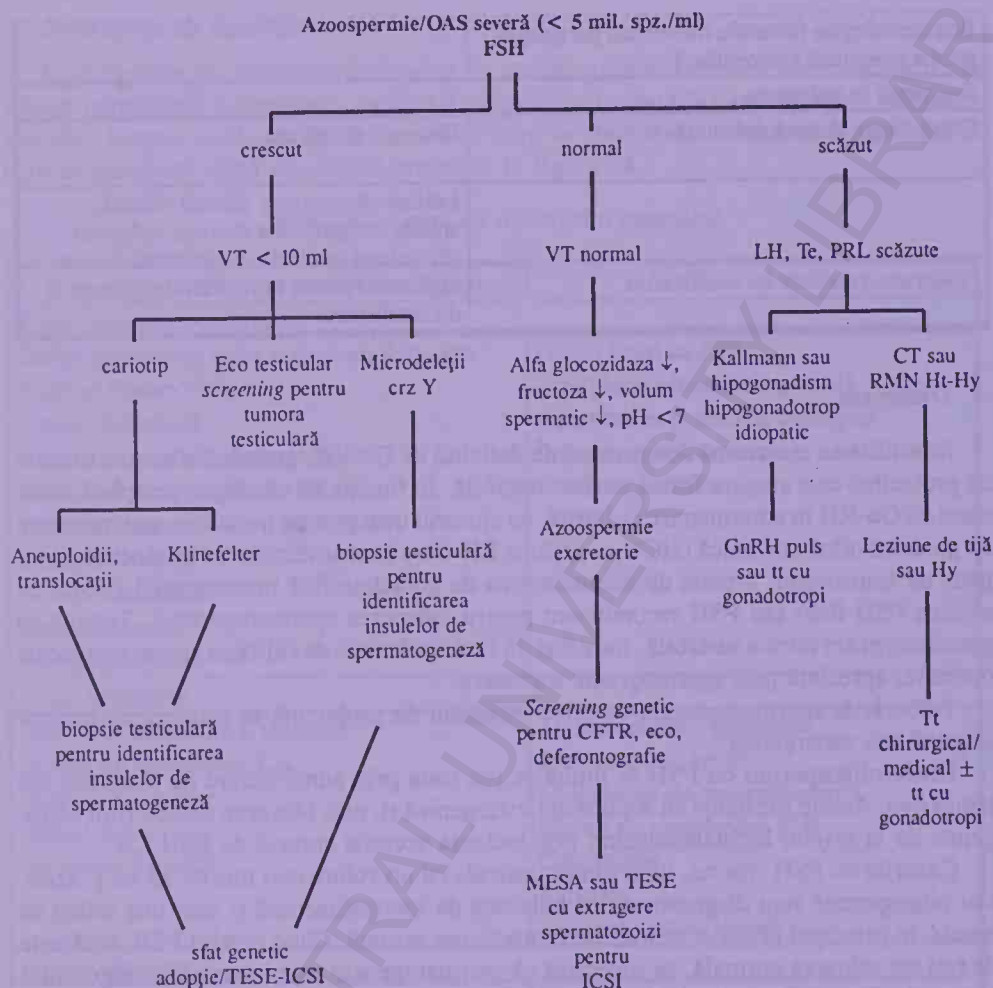 Azoospermie/OAS severă (< 5 mil. spz./ml)
FSH
crescut
normal
scăzut
VT < 10 ml
VT normal
LH, Te, PRL scăzute
cariotip
Eco testicular
screening pentru
tumora
testiculară
Microdeleţii
crz Y
Alfa glocozidaza ↓,
fructoza ↓, volum
spermatic ↓, pH <7
Kallmann sau
hipogonadism
hipogonadotrop
idiopatic
CT sau
RMN Ht-Hy
Aneuploidii,
translocaţii
Klinefelter
biopsie testiculară
pentru
identificarea
insulelor de
spermatogeneză
Azoospermie
excretorie
GnRH puls
sau tt cu
gonadotropi
Leziune de tijă
sau Hy
biopsie testiculară
pentru identificarea
insulelor de
spermatogeneză
Screening genetic
pentru CFTR, eco,
deferontografie
Tt
chirurgical/
medical ±
tt cu
gonadotropi
sfat genetic
adopţie/TESE-ICSI
MESA sau TESE
cu extragere
spermatozoizi
pentru
ICSI
TRAL UNIVERSITY LIBRAR